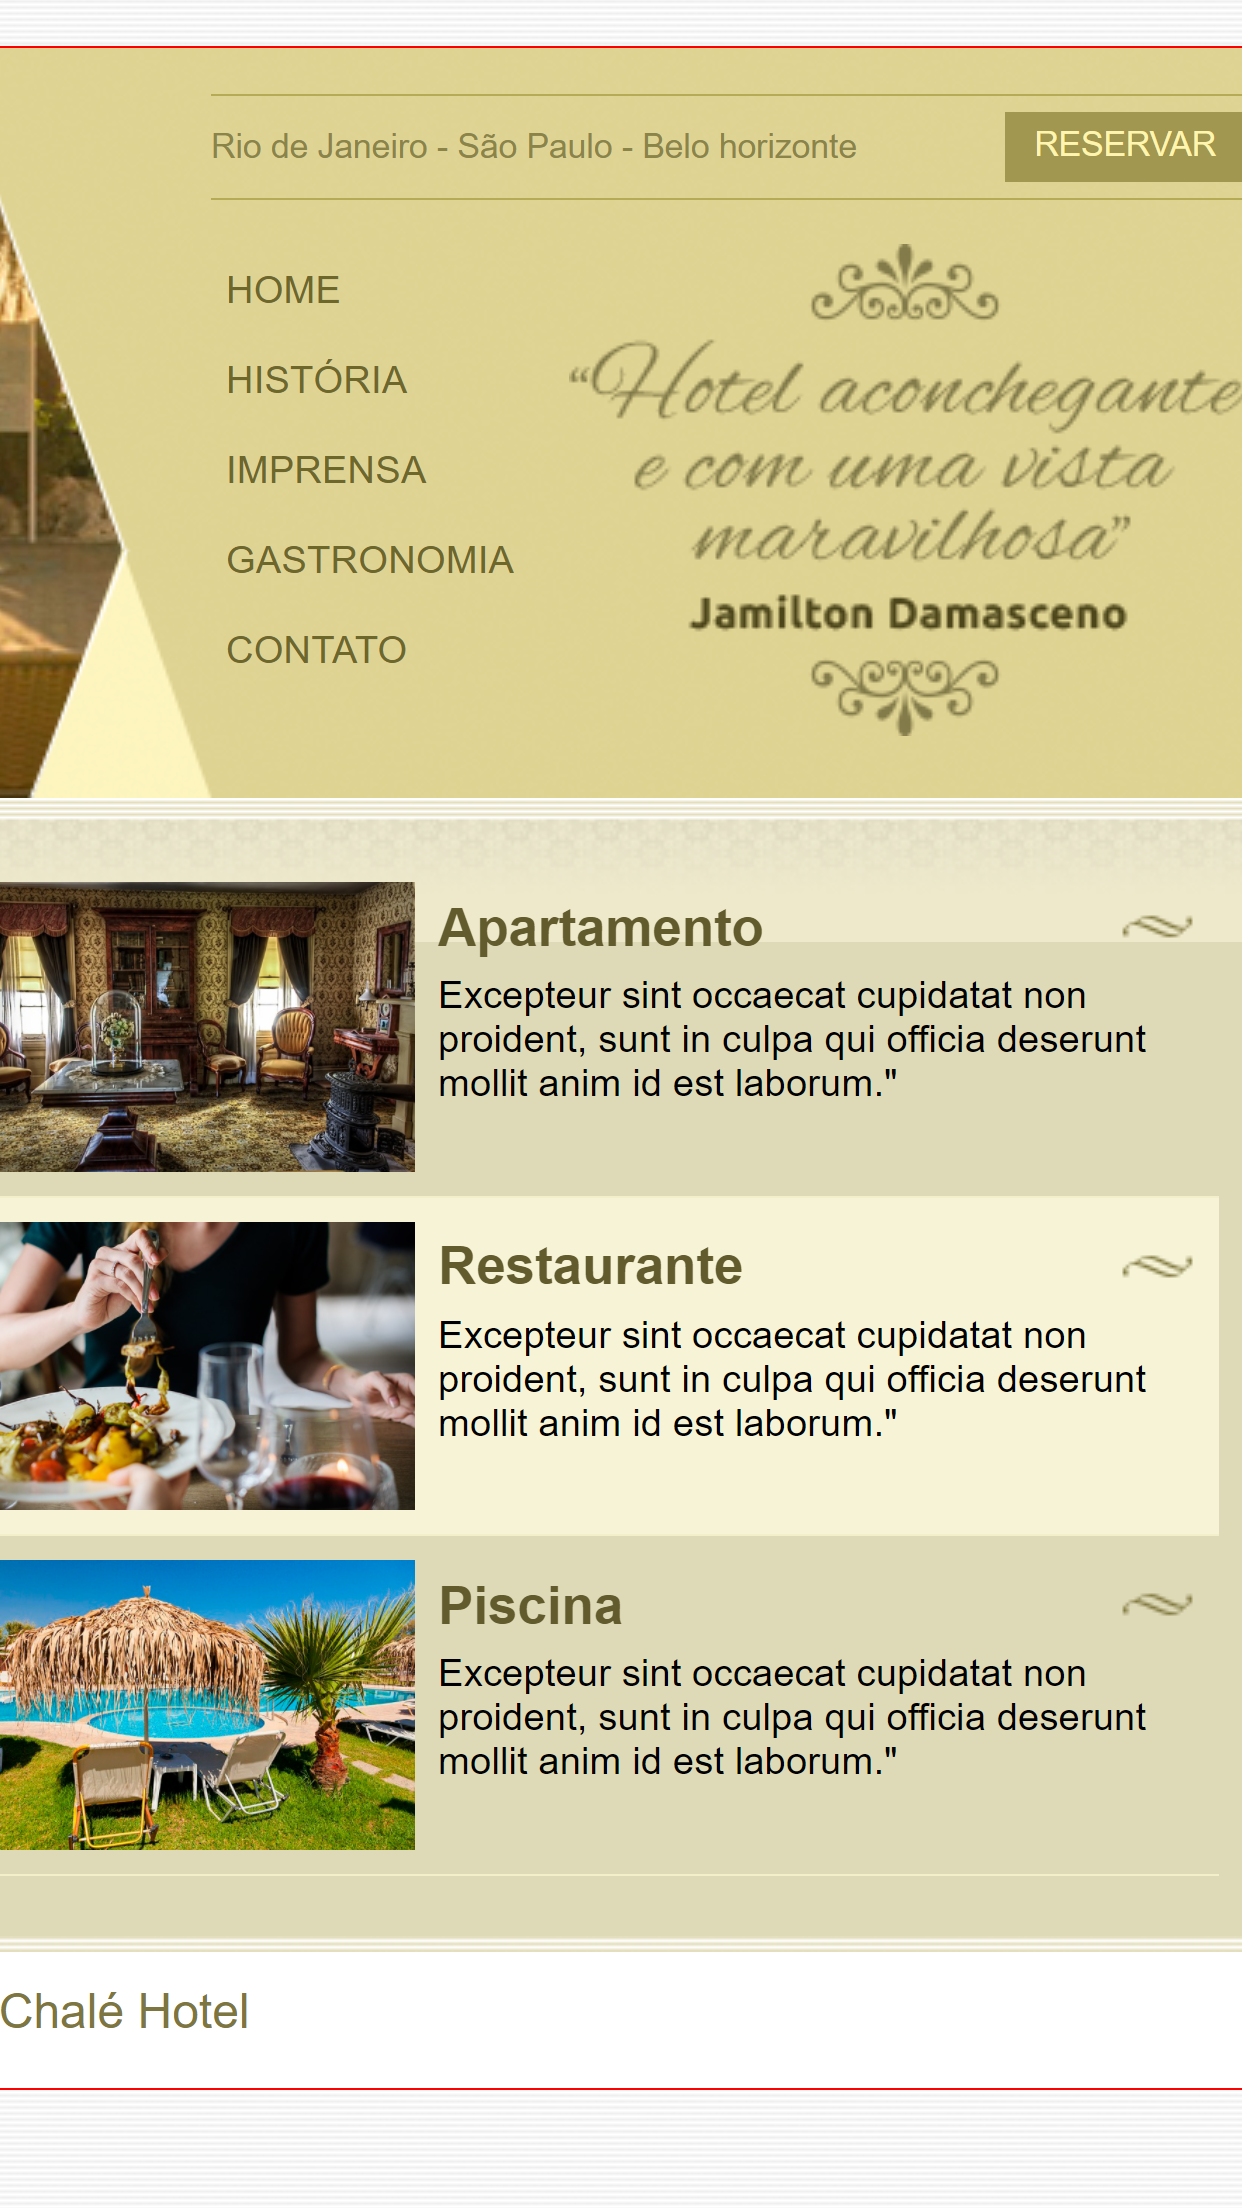 Rio de Janeiro - São Paulo - Belo horizonte
RESERVAR
HOME
HISTÓRIA
IMPRENSA
GASTRONOMIA
CONTATO
“Hotel aconchegante
e com uma vista
maravilhosa”
Jamilton Damasceno
Apartamento
Excepteur sint occaecat cupidatat non
proident, sunt in culpa qui officia deserunt
mollit anim id est laborum."
Restaurante
Excepteur sint occaecat cupidatat non
proident, sunt in culpa qui officia deserunt
mollit anim id est laborum."
Piscina
Excepteur sint occaecat cupidatat non
proident, sunt in culpa qui officia deserunt
mollit anim id est laborum."
Chalé Hotel